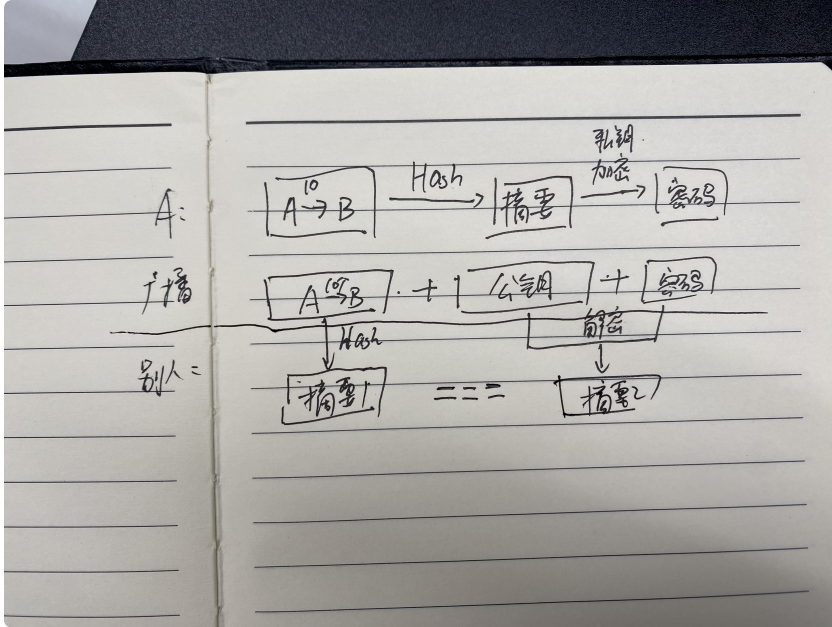 私钥
10 Hash 加密
A: A → B → 摘要 → 密码
广播 A 10 → B + 公钥 + 密码
Hash 解密
别人: 摘要1 === 摘要2